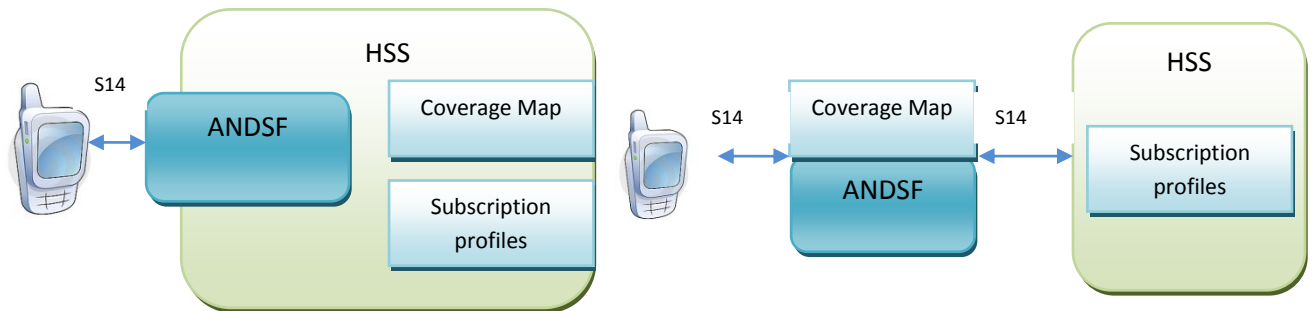 HSS
S14
ANDSF
Coverage Map
Subscription
profiles
S14
Coverage Map
ANDSF
S14
HSS
Subscription
profiles